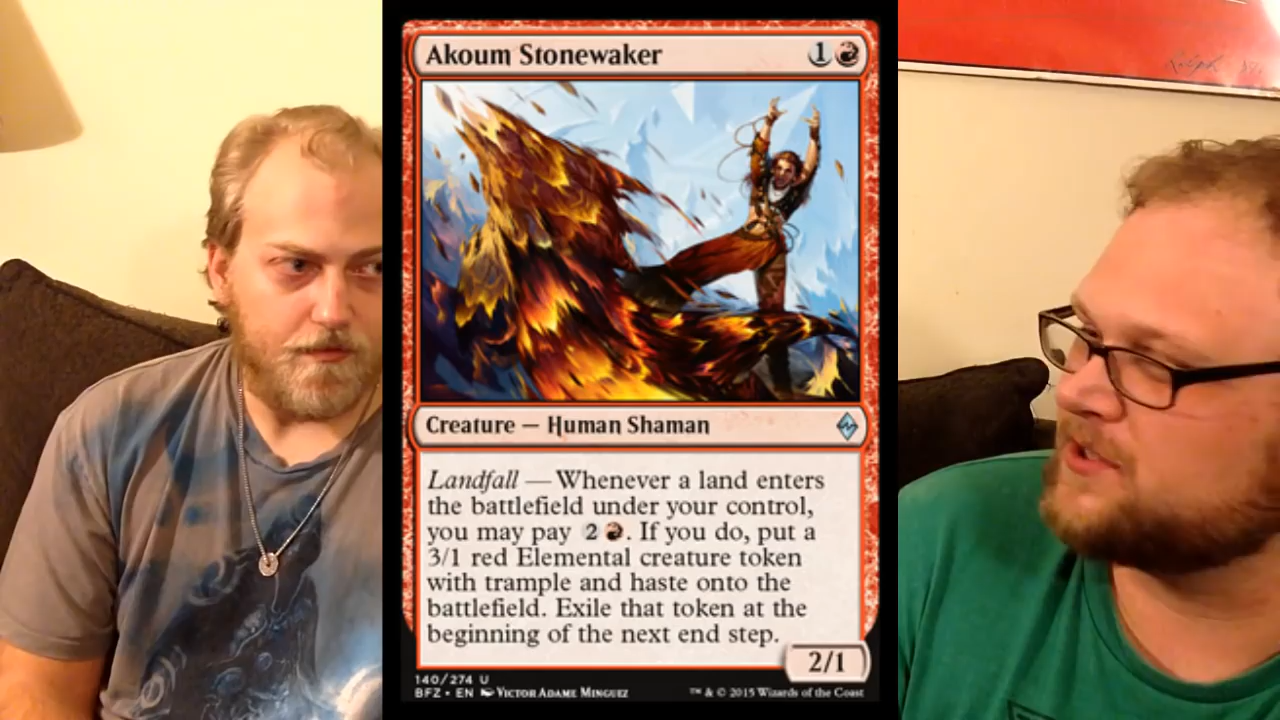 Akoum Stonewaker 1
Creature — Human Shaman
Landfall — Whenever a land enters
the battlefield under your control,
you may pay 2. If you do, put a
3/1 red Elemental creature token
with trample and haste onto the
battlefield. Exile that token at the
beginning of the next end step.
2/1
140/274 U
BFZ • EN Victor Adame Minguez
™ & © 2015 Wizards of the Coast